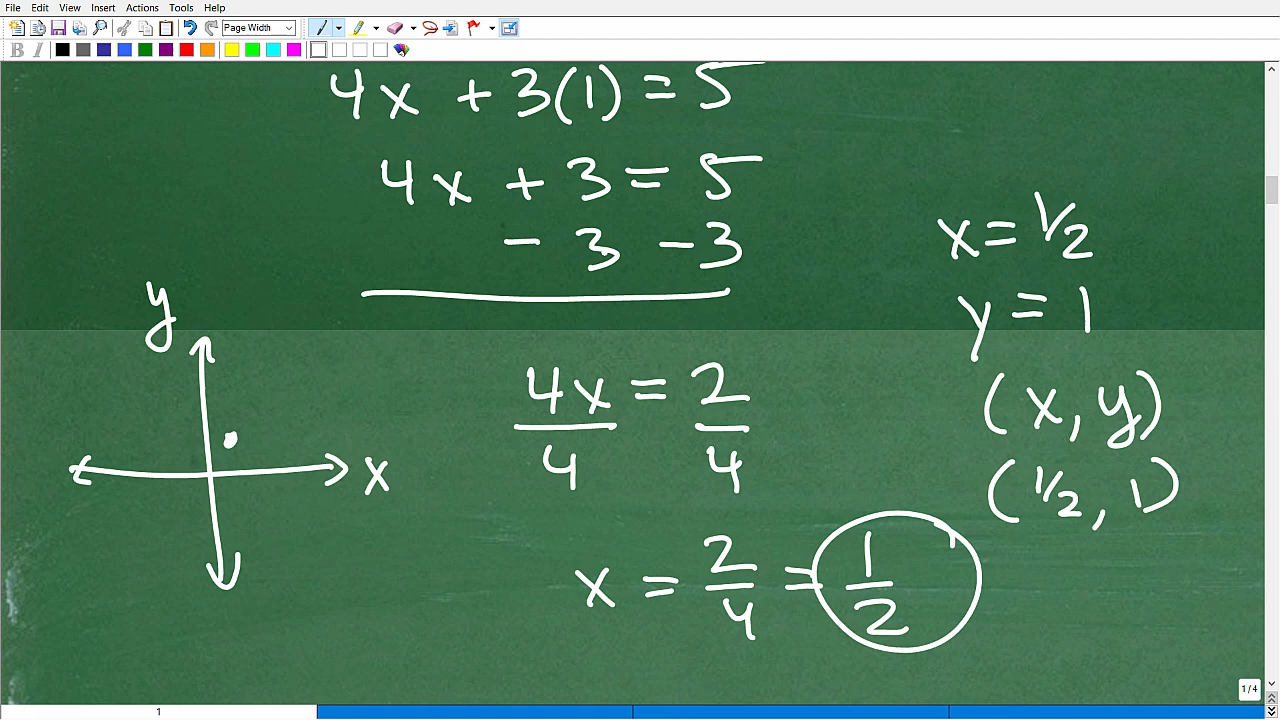 File Edit View Insert Actions Tools Help
Page Width
B I
4x + 3(1) = 5
4x + 3 = 5
- 3 - 3
4x = 2
4 4
x = 2/4 = 1/2
y
x
x = 1/2
y = 1
(x, y)
(1/2, 1)
1/4
1